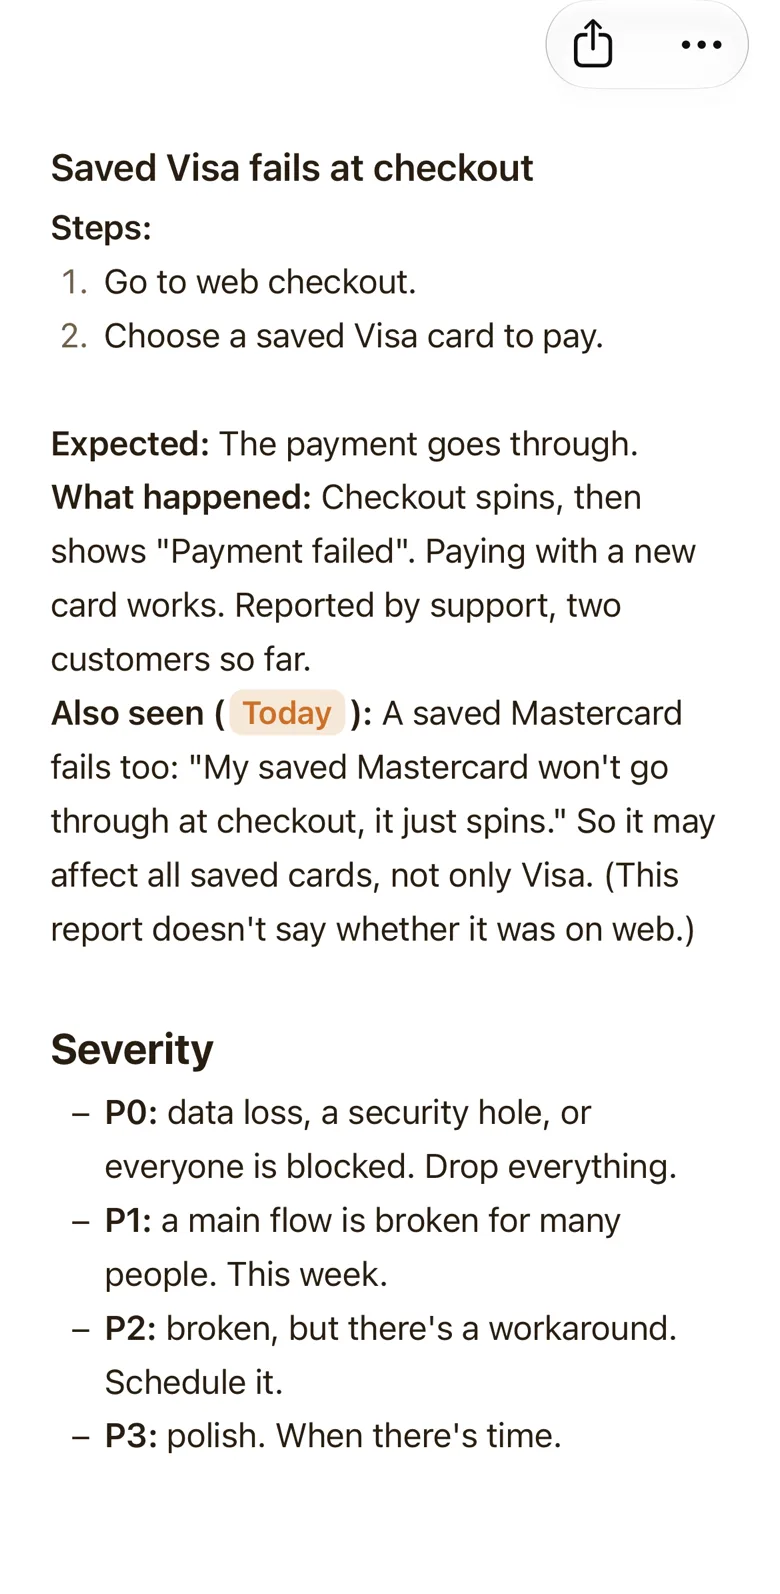 Saved Visa fails at checkout
Steps:
1. Go to web checkout.
2. Choose a saved Visa card to pay.
Expected: The payment goes through.
What happened: Checkout spins, then
shows "Payment failed". Paying with a new
card works. Reported by support, two
customers so far.
Also seen ( Today ): A saved Mastercard
fails too: "My saved Mastercard won't go
through at checkout, it just spins." So it may
affect all saved cards, not only Visa. (This
report doesn't say whether it was on web.)
Severity
– P0: data loss, a security hole, or
everyone is blocked. Drop everything.
– P1: a main flow is broken for many
people. This week.
– P2: broken, but there's a workaround.
Schedule it.
– P3: polish. When there's time.